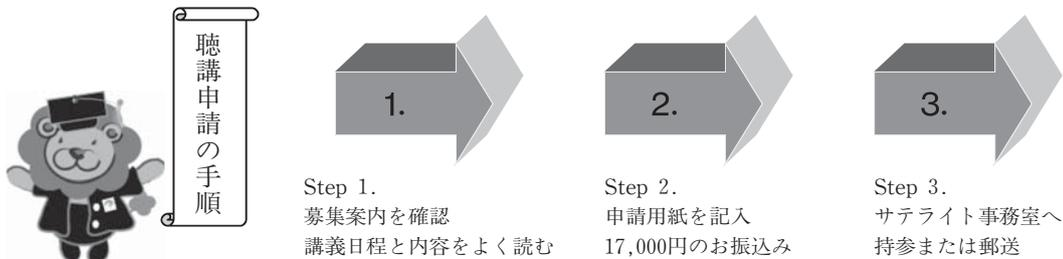 聴講申請の手順
1.
2.
3.
Step 1.
募集案内を確認
講義日程と内容をよく読む
Step 2.
申請用紙を記入
17,000円のお振込み
Step 3.
サテライト事務室へ
持参または郵送